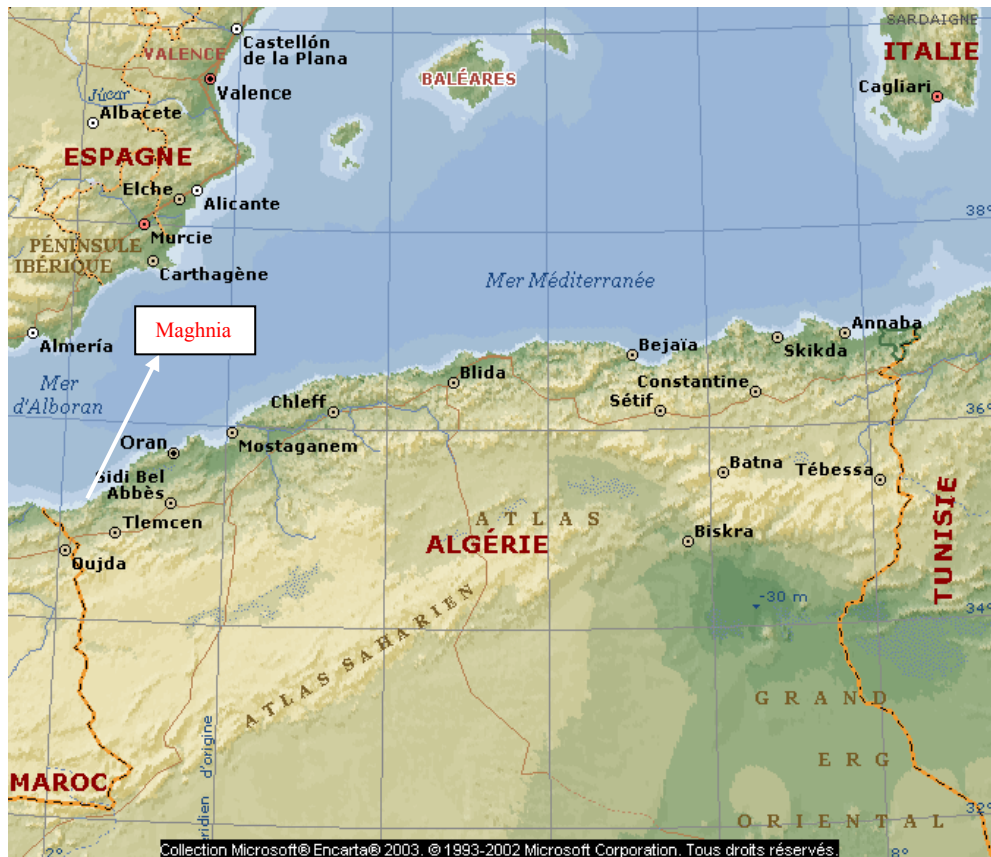 SARDAIGNE
ITALIE
Cagliari
Castellón
de la Plana
VALENCE
Valence
BALÉARES
Júcar
Albacete
ESPAGNE
Elche
Alicante
38°
Murcie
PÉNINSULE
IBÉRIQUE
Carthagène
Mer Méditerranée
Maghnia
Almería
Annaba
Skikda
Bejaïa
Mer
d'Alboran
Blida
Constantine
Sétif
Chleff
36°
Oran
Mostaganem
Batna
Tébessa
Sidi Bel
Abbès
Tlemcen
ATLAS
ALGÉRIE
Biskra
Oujda
TUNISIE
-30 m
34°
ATLAS SAHARIEN
GRAND
ERG
ORIENTAL
MAROC
ridien d'origine
32°
2°
8°
Collection Microsoft® Encarta® 2003. © 1993-2002 Microsoft Corporation. Tous droits réservés.